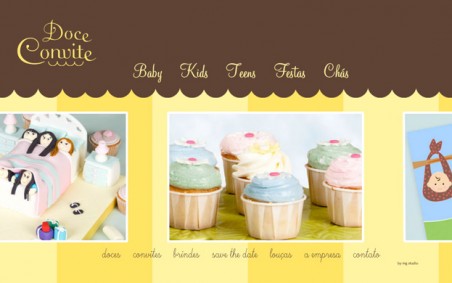 Doce
Convite
Baby Kids Teens Festas Chás
doces convites brindes save the date louças a empresa contato
by mg studio